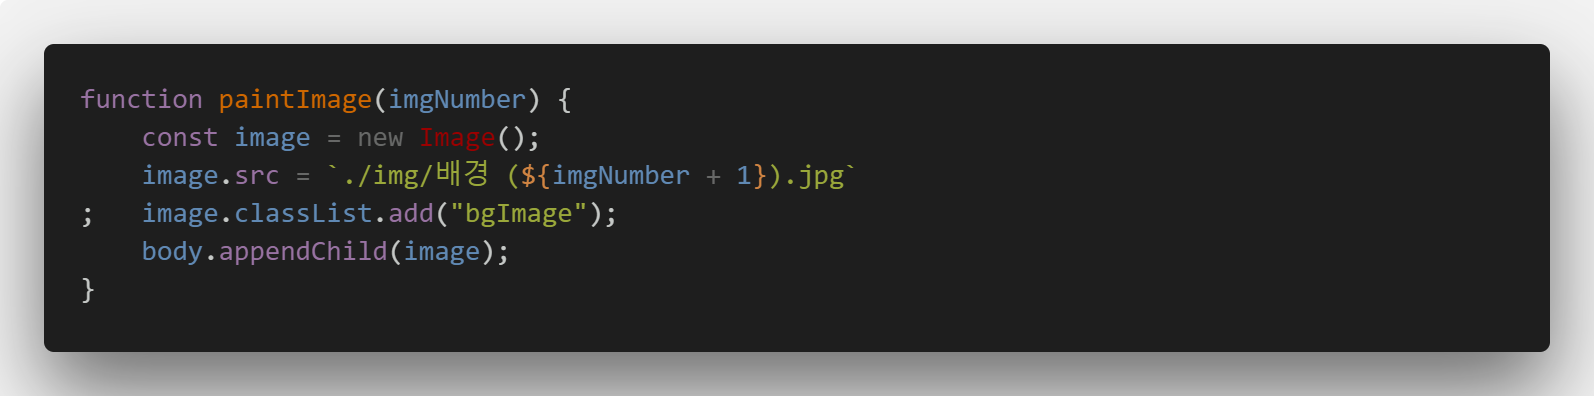 function paintImage(imgNumber) {
    const image = new Image();
    image.src = `./img/배경 (${imgNumber + 1}).jpg`
;   image.classList.add("bgImage");
    body.appendChild(image);
}